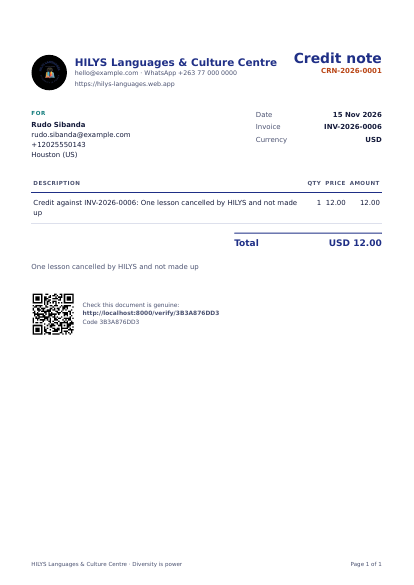 HILYS Languages & Culture Centre
hello@example.com · WhatsApp +263 77 000 0000
https://hilys-languages.web.app
Credit note
CRN-2026-0001
FOR
Rudo Sibanda
rudo.sibanda@example.com
+12025550143
Houston (US)
Date 15 Nov 2026
Invoice INV-2026-0006
Currency USD
DESCRIPTION QTY PRICE AMOUNT
Credit against INV-2026-0006: One lesson cancelled by HILYS and not made 1 12.00 12.00
up
Total USD 12.00
One lesson cancelled by HILYS and not made up
Check this document is genuine:
http://localhost:8000/verify/3B3A876DD3
Code 3B3A876DD3
HILYS Languages & Culture Centre · Diversity is power Page 1 of 1